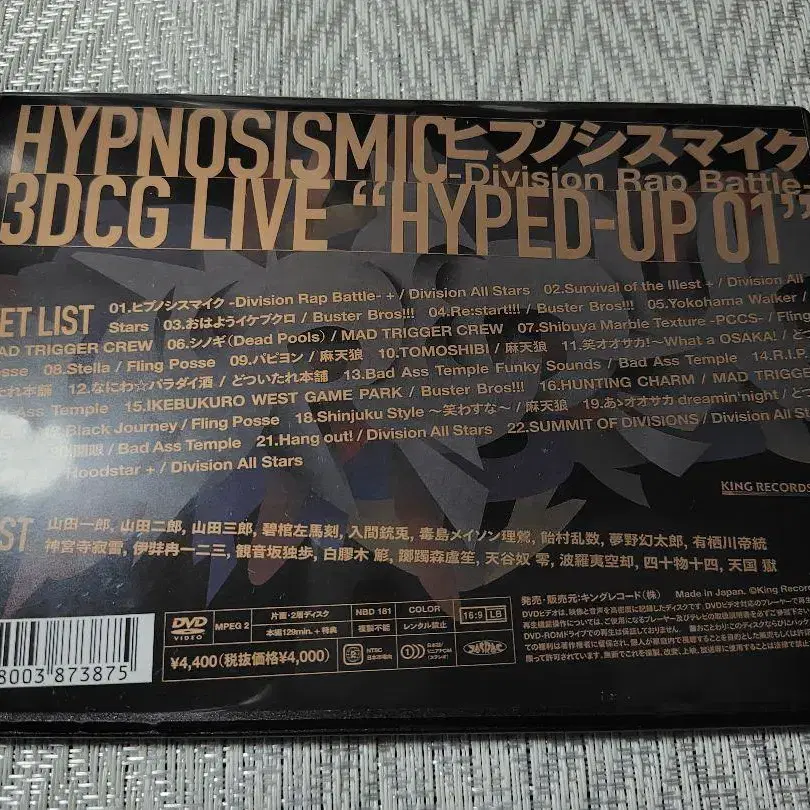 HYPNOSISMIC ヒプノシスマイク
-Division Rap Battle-
3DCG LIVE “HYPED-UP 01”
ET LIST
01.ヒプノシスマイク -Division Rap Battle- + / Division All Stars 02.Survival of the Illest + / Division All
Stars 03.おはようイケブクロ / Buster Bros!!! 04.Re:start!!! / Buster Bros!!! 05.Yokohama Walker /
AD TRIGGER CREW 06.シノギ(Dead Pools) / MAD TRIGGER CREW 07.Shibuya Marble Texture -PCCS- / Fling
osse 08.Stella / Fling Posse 09.パピヨン / 麻天狼 10.TOMOSHIBI / 麻天狼 11.笑オオサカ!~What a OSAKA! / ど
いたれ本舗 12.なにわ☆パラダイ酒 / どついたれ本舗 13.Bad Ass Temple Funky Sounds / Bad Ass Temple 14.R.I.P.
Bad Ass Temple 15.IKEBUKURO WEST GAME PARK / Buster Bros!!! 16.HUNTING CHARM / MAD TRIGGER
Black Journey / Fling Posse 18.Shinjuku Style ~笑わすな~ / 麻天狼 19.あゝオオサカ dreamin'night / ど
開眼 / Bad Ass Temple 21.Hang out! / Division All Stars 22.SUMMIT OF DIVISIONS / Division All S
Hoodstar + / Division All Stars
KING RECORDS
ST
山田一郎, 山田二郎, 山田三郎, 碧棺左馬刻, 入間銃兎, 毒島メイソン理鶯, 飴村乱数, 夢野幻太郎, 有栖川帝統
神宮寺寂雷, 伊弉冉一二三, 観音坂独歩, 白膠木 簓, 躑躅森盧笙, 天谷奴 零, 波羅夷空却, 四十物十四, 天国 獄
8003 873875
DVD
VIDEO
MPEG 2
片面・2層ディスク
本編129min. + 特典
NBD 161
複製不能
COLOR
レンタル禁止
16:9 LB
¥4,400(税抜価格¥4,000)
2
NTSC
日本市場向
発売・販売元:キングレコード(株) Made in Japan. ©King Recor